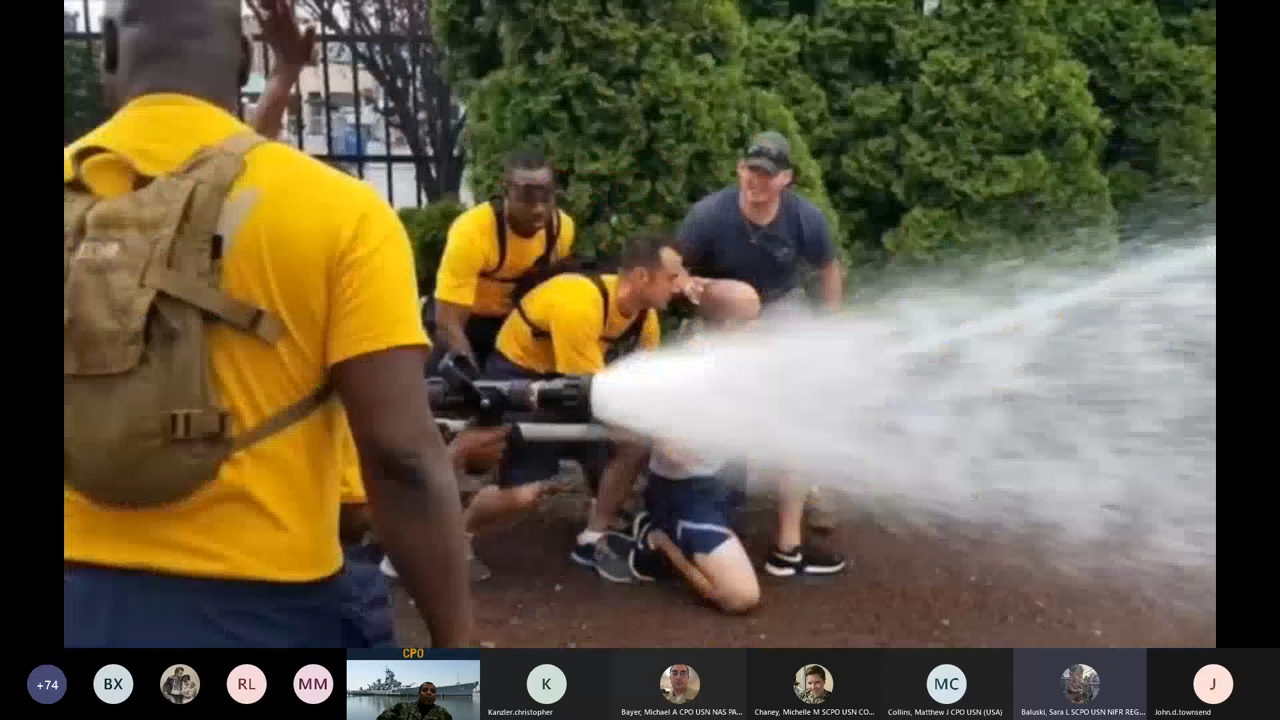 CPO
+74
BX
RL
MM
K
MC
J
Kanzler.christopher
Bayer, Michael A CPO USN NAS PA...
Chaney, Michelle M SCPO USN CO...
Collins, Matthew J CPO USN (USA)
Baluski, Sara L SCPO USN NIFR REG...
John.d.townsend